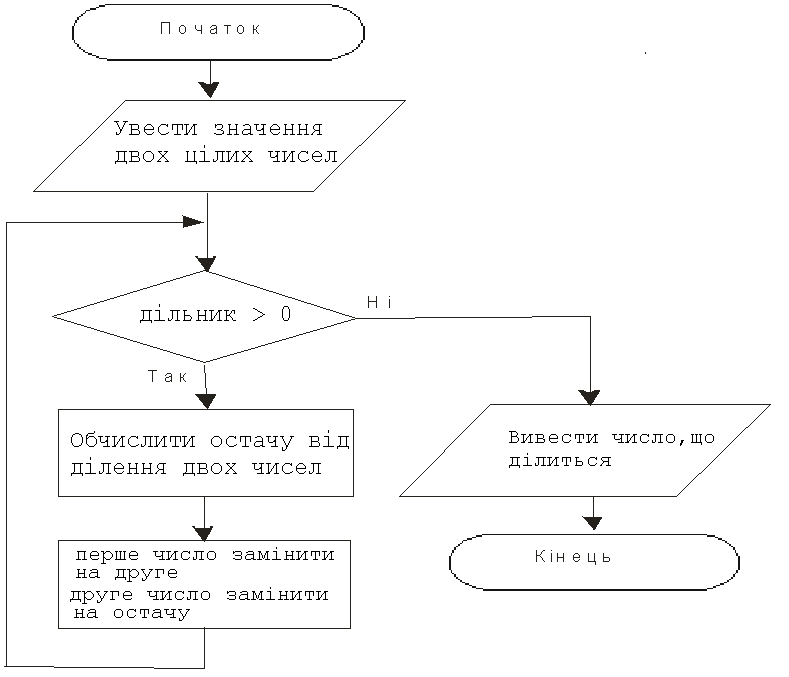 Початок
Увести значення
двох цілих чисел
дільник > 0
Ні
Так
Обчислити остачу від
ділення двох чисел
Вивести число,що
ділиться
перше число замінити
на друге
друге число замінити
на остачу
Кінець